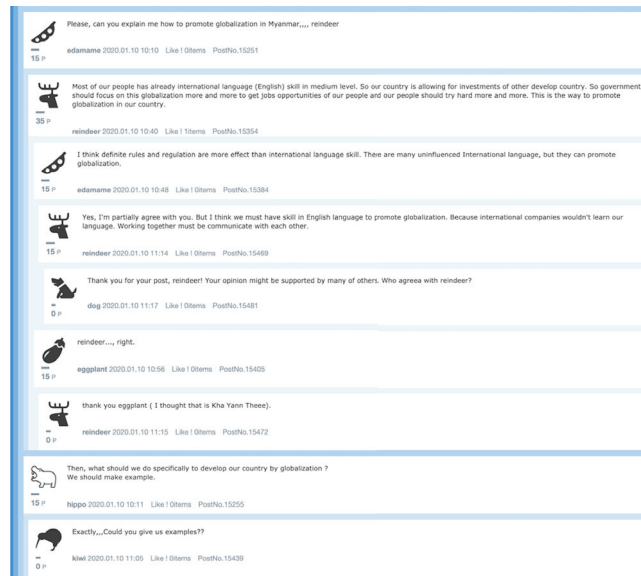 Please, can you explain me how to promote globalization in Myanmar,,,, reindeer
15 P
edamame 2020.01.10 10:10 Like ! 0items PostNo.15251
Most of our people has already international language (English) skill in medium level. So our country is allowing for investments of other develop country. So government
should focus on this globalization more and more to get jobs opportunities of our people and our people should try hard more and more. This is the way to promote
globalization in our country.
35 P
reindeer 2020.01.10 10:40 Like ! 1items PostNo.15354
I think definite rules and regulation are more effect than international language skill. There are many uninfluenced International language, but they can promote
globalization.
15 P
edamame 2020.01.10 10:48 Like ! 0items PostNo.15384
Yes, I'm partially agree with you. But I think we must have skill in English language to promote globalization. Because international companies wouldn't learn our
language. Working together must be communicate with each other.
15 P
reindeer 2020.01.10 11:14 Like ! 0items PostNo.15469
Thank you for your post, reindeer! Your opinion might be supported by many of others. Who agreea with reindeer?
0 P
dog 2020.01.10 11:17 Like ! 0items PostNo.15481
reindeer..., right.
15 P
eggplant 2020.01.10 10:56 Like ! 0items PostNo.15405
thank you eggplant ( I thought that is Kha Yann Theee).
0 P
reindeer 2020.01.10 11:15 Like ! 0items PostNo.15472
Then, what should we do specifically to develop our country by globalization ?
We should make example.
15 P
hippo 2020.01.10 10:11 Like ! 0items PostNo.15255
Exactly,,,Could you give us examples??
0 P
kiwi 2020.01.10 11:05 Like ! 0items PostNo.15439